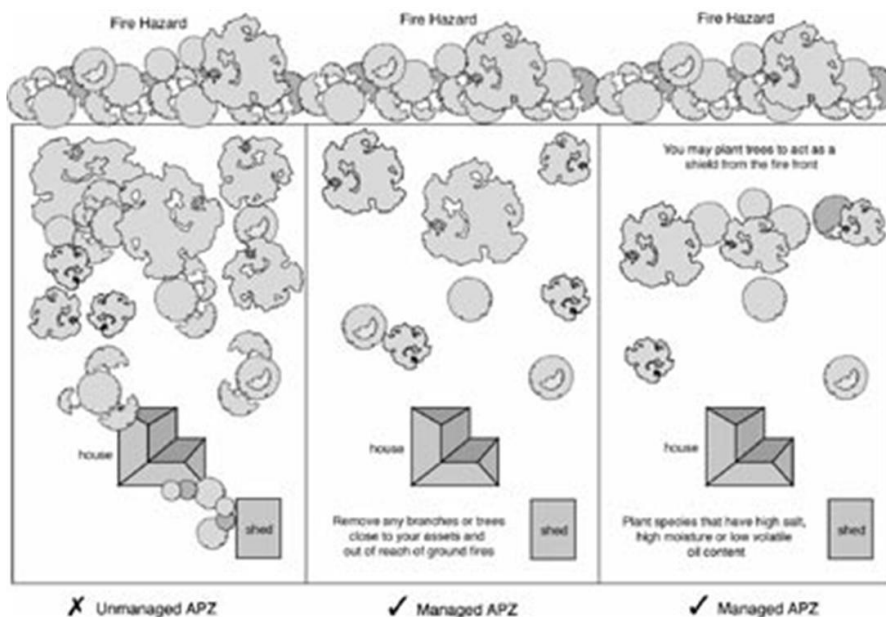 Fire Hazard
Fire Hazard
Fire Hazard
You may plant trees to act as a
shield from the fire front
house
shed
house
Remove any branches or trees
close to your assets and
out of reach of ground fires
shed
house
Plant species that have high salt,
high moisture or low volatile
oil content
shed
✗ Unmanaged APZ
✓ Managed APZ
✓ Managed APZ